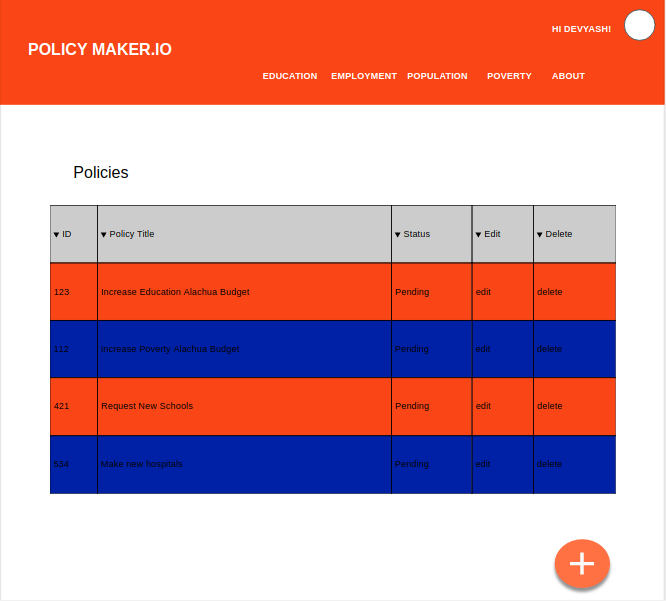 HI DEVYASH!
POLICY MAKER.IO
EDUCATION EMPLOYMENT POPULATION POVERTY ABOUT
Policies
▼ ID ▼ Policy Title ▼ Status ▼ Edit ▼ Delete
123 Increase Education Alachua Budget Pending edit delete
112 Increase Poverty Alachua Budget Pending edit delete
421 Request New Schools Pending edit delete
534 Make new hospitals Pending edit delete